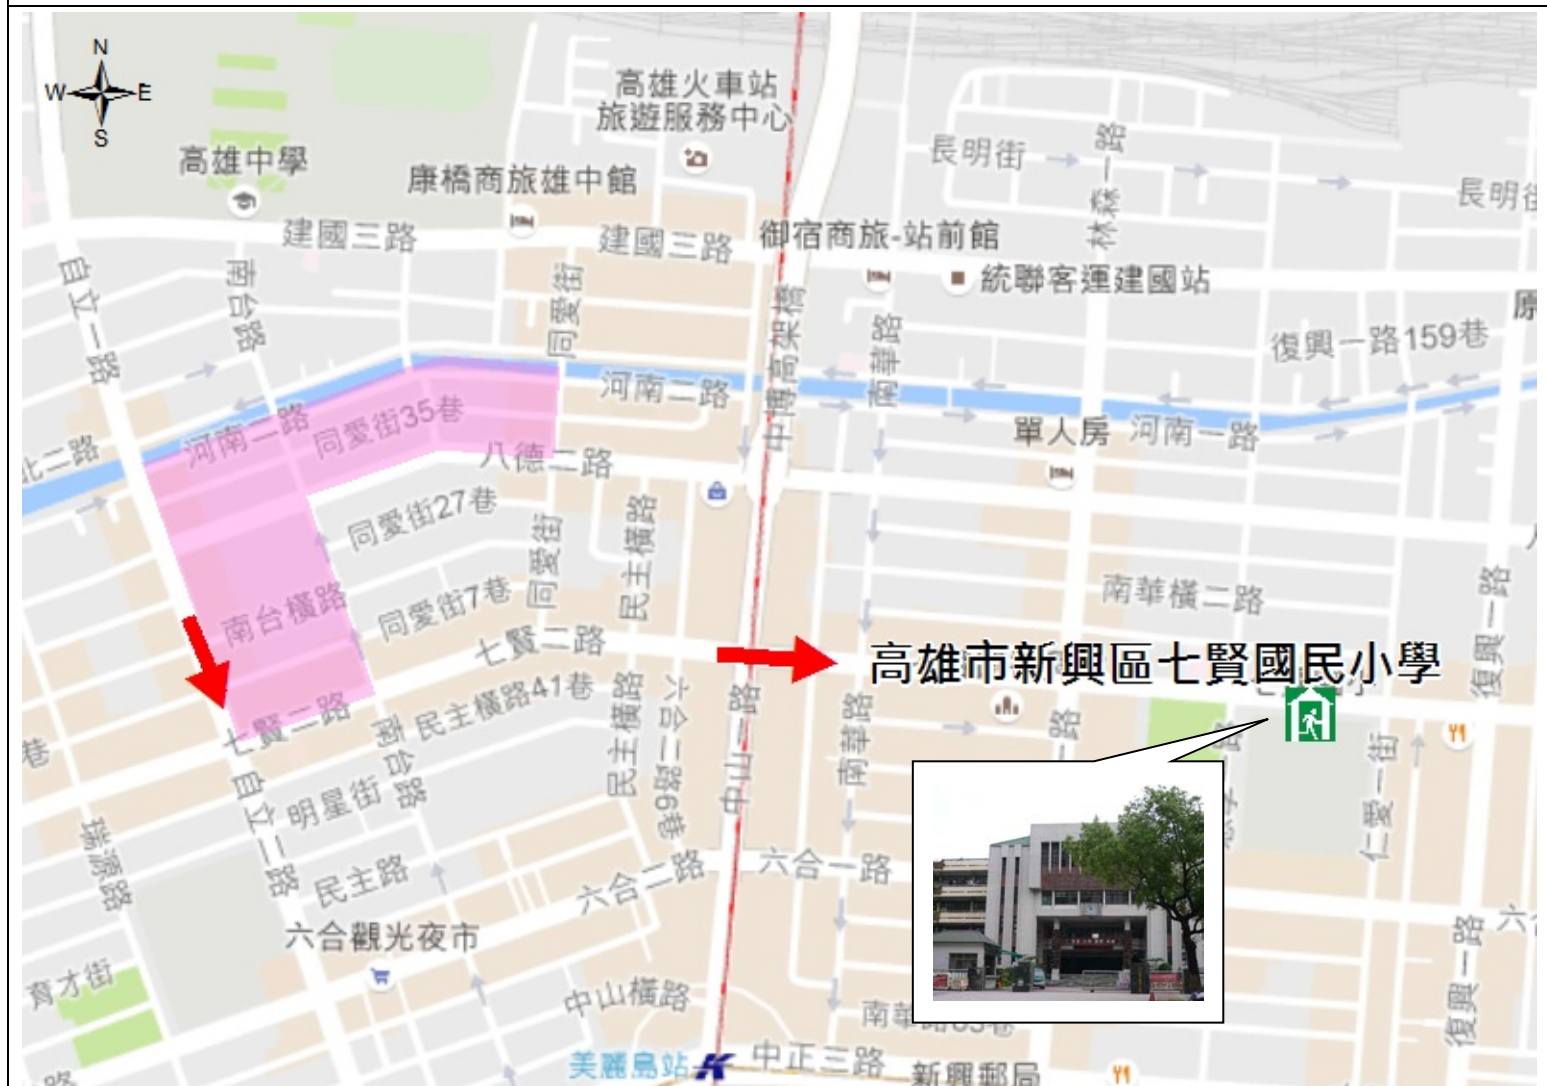 N
W E
S
高雄火車站
旅遊服務中心
高雄中學
康橋商旅雄中館
長明街
林森一路
長明街
建國三路
建國三路
御宿商旅-站前館
統聯客運建國站
自立一路
南台路
同愛街
中博高架橋
南華路
原
復興一路159巷
河南二路
河南二路
同愛街35巷
單人房
河南一路
北二路
八德二路
同愛街27巷
同愛街
民主橫路
南華橫二路
復興一路
南台橫路
同愛街7巷
七賢二路
高雄市新興區七賢國民小學
七賢二路
民主橫路41巷
南台路
民主橫路
六合二路6巷
中山一路
南華路
一路
路
仁愛一街
巷
自立二路
明星街
瑞源路
民主路
六合二路
六合一路
六合觀光夜市
復興一路
六
育才街
中山橫路
美麗島站
中正三路
新興郵局